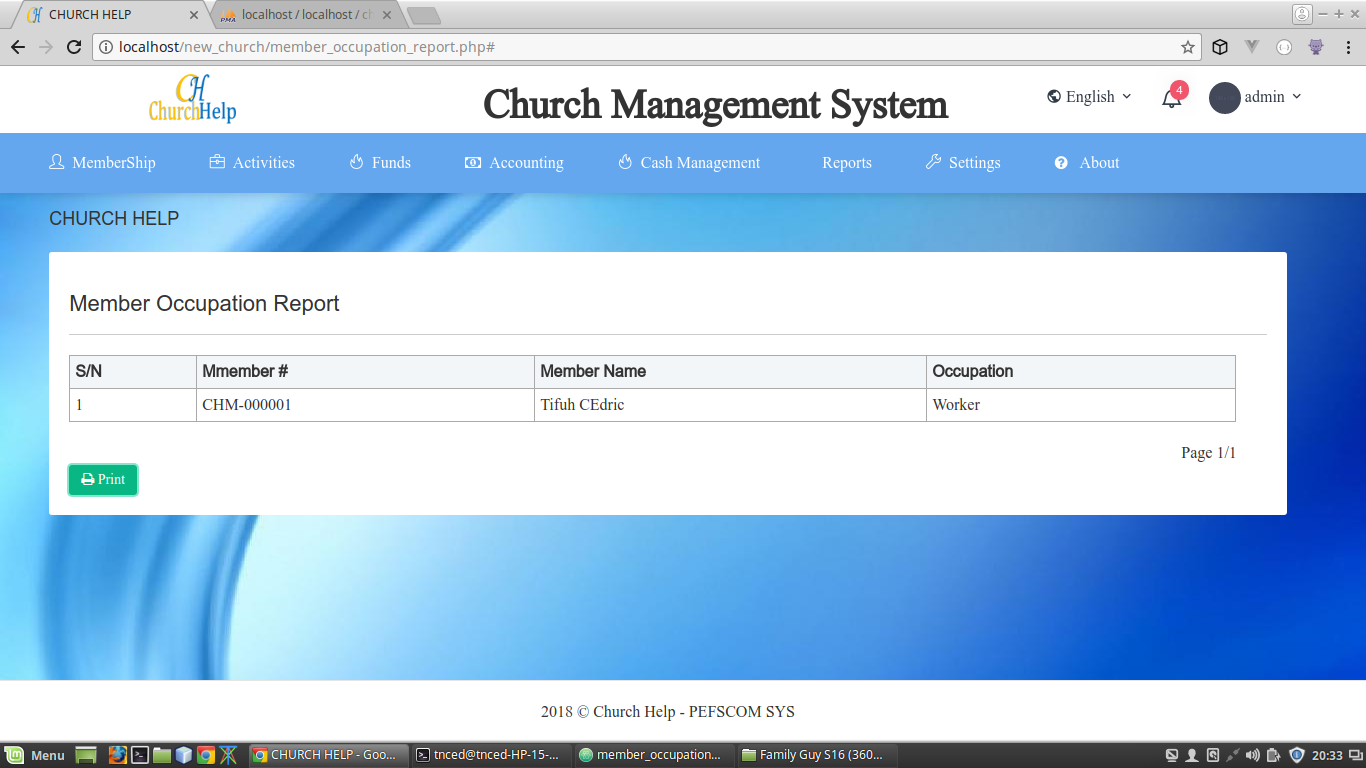 CHURCH HELP
PMA localhost / localhost / ch
localhost/new_church/member_occupation_report.php#
CH
ChurchHelp
Church Management System
English
4
admin
MemberShip Activities Funds Accounting Cash Management Reports Settings About
CHURCH HELP
Member Occupation Report
S/N Mmember # Member Name Occupation
1 CHM-000001 Tifuh CEdric Worker
Page 1/1
Print
2018 © Church Help - PEFSCOM SYS
Menu CHURCH HELP - Goo... tnced@tnced-HP-15-... member_occupation... Family Guy S16 (360... 20:33